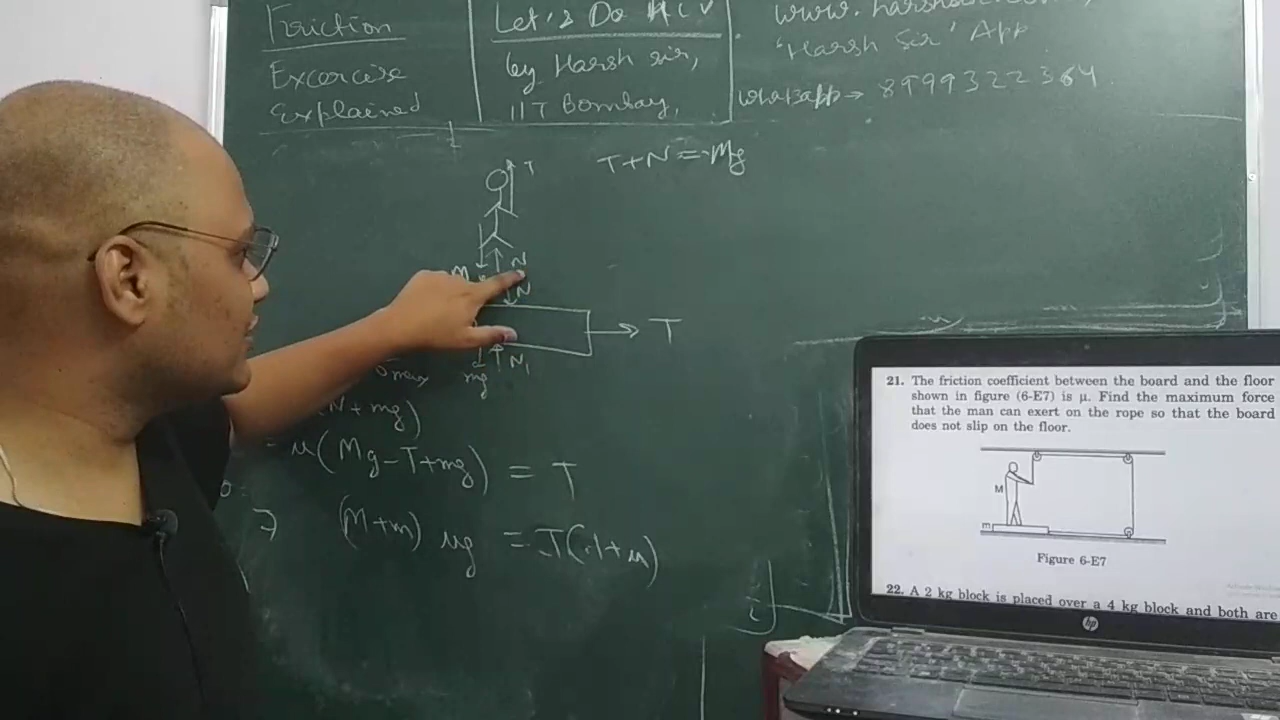 Friction
Excercise
Explained
Let's Do HCV
by Harsh sir,
IIT Bombay,
'Harsh Sir' App
Whatsapp → 8999322364
T
T+N=Mg
N
N
T
N1
mg
max
N+mg)
= μ(Mg-T+mg) = T
(M+m) μg = T(1+μ)
21. The friction coefficient between the board and the floor
shown in figure (6-E7) is μ. Find the maximum force
that the man can exert on the rope so that the board
does not slip on the floor.
M
m
Figure 6-E7
22. A 2 kg block is placed over a 4 kg block and both are
hp